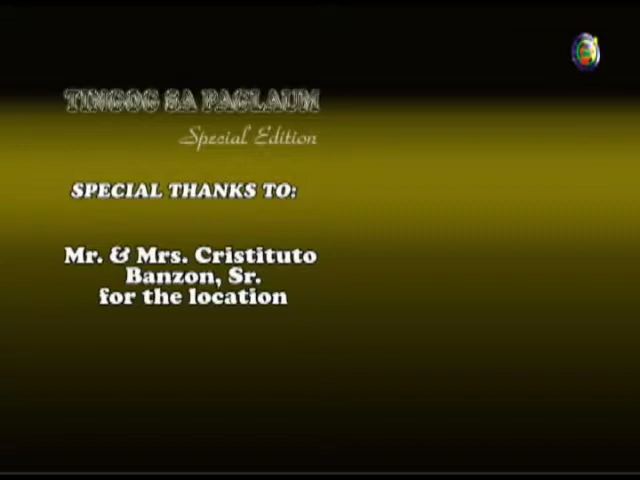 TINGOG SA PAGLAUM
Special Edition
SPECIAL THANKS TO:
Mr. & Mrs. Cristituto
Banzon, Sr.
for the location